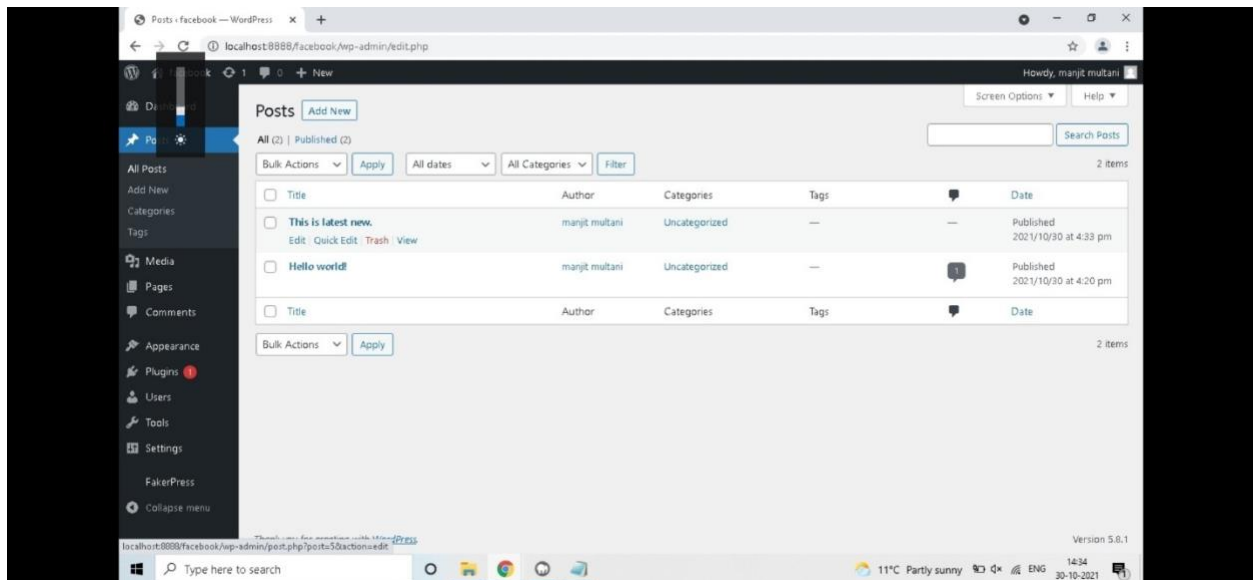 Posts ‹ facebook — WordPress
localhost:8888/facebook/wp-admin/edit.php
1 0 + New Howdy, manjit multani
Screen Options Help
Posts Add New
All (2) | Published (2) Search Posts
Bulk Actions Apply All dates All Categories Filter 2 items
Title Author Categories Tags Date
This is latest new. manjit multani Uncategorized — — Published
Edit | Quick Edit | Trash | View 2021/10/30 at 4:33 pm
Hello world! manjit multani Uncategorized — 1 Published
2021/10/30 at 4:20 pm
Title Author Categories Tags Date
Bulk Actions Apply 2 items
All Posts
Add New
Categories
Tags
Media
Pages
Comments
Appearance
Plugins 1
Users
Tools
Settings
FakerPress
Collapse menu
WordPress Version 5.8.1
localhost:8888/facebook/wp-admin/post.php?post=5&action=edit
Type here to search 11°C Partly sunny ENG 14:34
30-10-2021